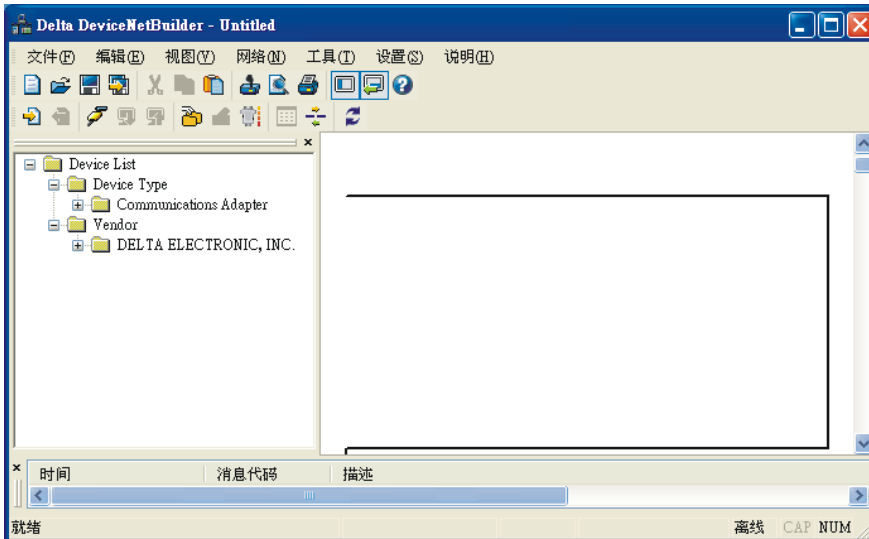 Delta DeviceNetBuilder - Untitled
文件(F) 编辑(E) 视图(V) 网络(N) 工具(T) 设置(S) 说明(H)
Device List
Device Type
Communications Adapter
Vendor
DELTA ELECTRONIC, INC.
时间 消息代码 描述
就绪 离线 CAP NUM